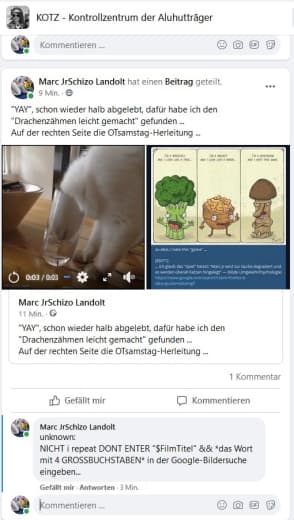 KOTZ - Kontrollzentrum der Aluhutträger
Kommentieren ...
Marc JrSchizo Landolt hat einen Beitrag geteilt.
9 Min. ·
"YAY", schon wieder halb abgelebt, dafür habe ich den
"Drachenzähmen leicht gemacht" gefunden ...
Auf der rechten Seite die OTsamstag-Herleitung ...
0:03 / 0:03
Marc JrSchizo Landolt
11 Min. ·
"YAY", schon wieder halb abgelebt, dafür habe ich den
"Drachenzähmen leicht gemacht" gefunden ...
Auf der rechten Seite die OTsamstag-Herleitung ...
1 Kommentar
Gefällt mir
Kommentieren
Marc JrSchizo Landolt
unknown:
NICHT i repeat DONT ENTER "$FilmTitel" && *das Wort
mit 4 GROSSBUCHSTABEN* in der Google-Bildersuche
eingeben...
Gefällt mir · Antworten · 3 Min.
Kommentieren ...